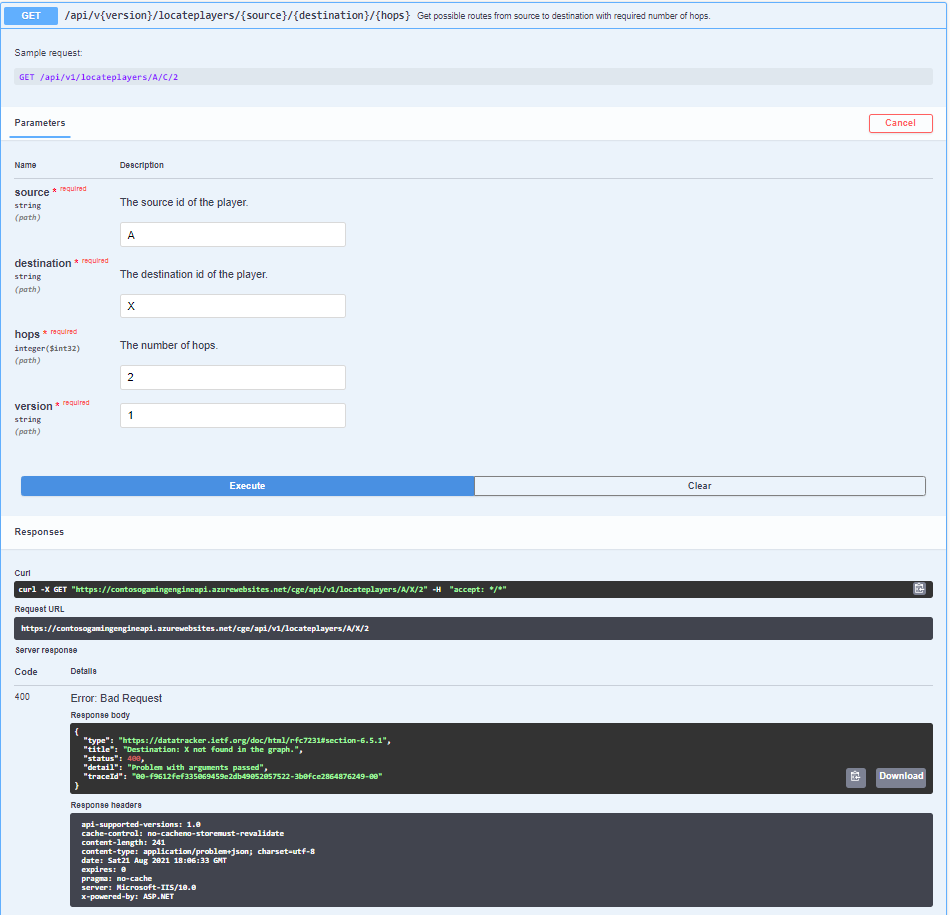 GET /api/v{version}/locateplayers/{source}/{destination}/{hops} Get possible routes from source to destination with required number of hops.
Sample request:
GET /api/v1/locateplayers/A/C/2
Parameters Cancel
Name Description
source * required
string
(path)
The source id of the player.
A
destination * required
string
(path)
The destination id of the player.
X
hops * required
integer($int32)
(path)
The number of hops.
2
version * required
string
(path)
1
Execute Clear
Responses
Curl
curl -X GET "https://contosogamingengineapi.azurewebsites.net/cge/api/v1/locateplayers/A/X/2" -H "accept: */*"
Request URL
https://contosogamingengineapi.azurewebsites.net/cge/api/v1/locateplayers/A/X/2
Server response
Code Details
400 Error: Bad Request
Response body
{
"type": "https://datatracker.ietf.org/doc/html/rfc7231#section-6.5.1",
"title": "Destination: X not found in the graph.",
"status": 400,
"detail": "Problem with arguments passed",
"traceId": "00-f9612fef335069459e2db49052057522-3b0fce2864876249-00"
}
Download
Response headers
api-supported-versions: 1.0
cache-control: no-cacheno-storemust-revalidate
content-length: 241
content-type: application/problem+json; charset=utf-8
date: Sat21 Aug 2021 18:06:33 GMT
expires: 0
pragma: no-cache
server: Microsoft-IIS/10.0
x-powered-by: ASP.NET